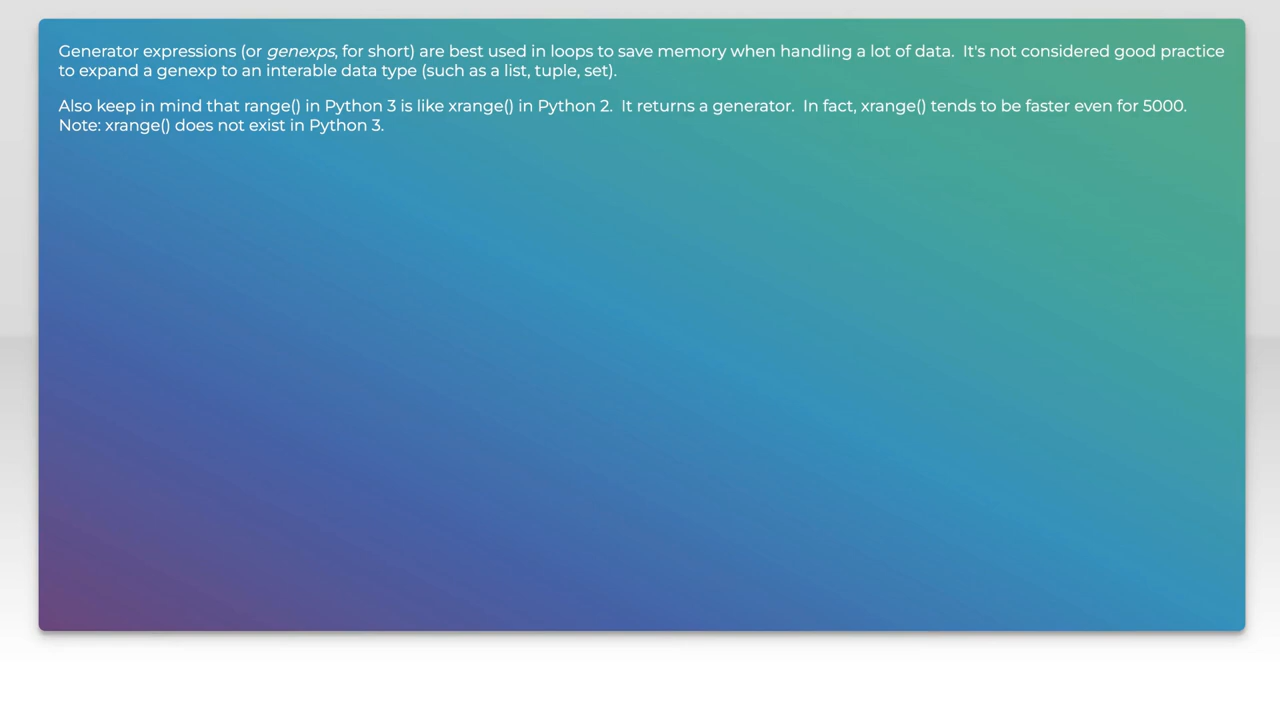 Generator expressions (or genexps, for short) are best used in loops to save memory when handling a lot of data.  It's not considered good practice
to expand a genexp to an interable data type (such as a list, tuple, set).
Also keep in mind that range() in Python 3 is like xrange() in Python 2.  It returns a generator.  In fact, xrange() tends to be faster even for 5000.
Note: xrange() does not exist in Python 3.